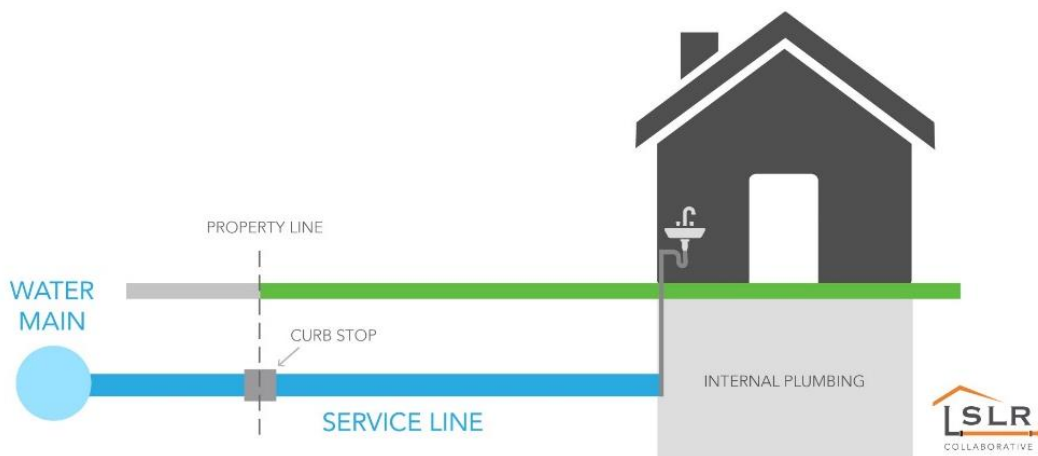 PROPERTY LINE
WATER
MAIN
CURB STOP
SERVICE LINE
INTERNAL PLUMBING
LSLR
COLLABORATIVE